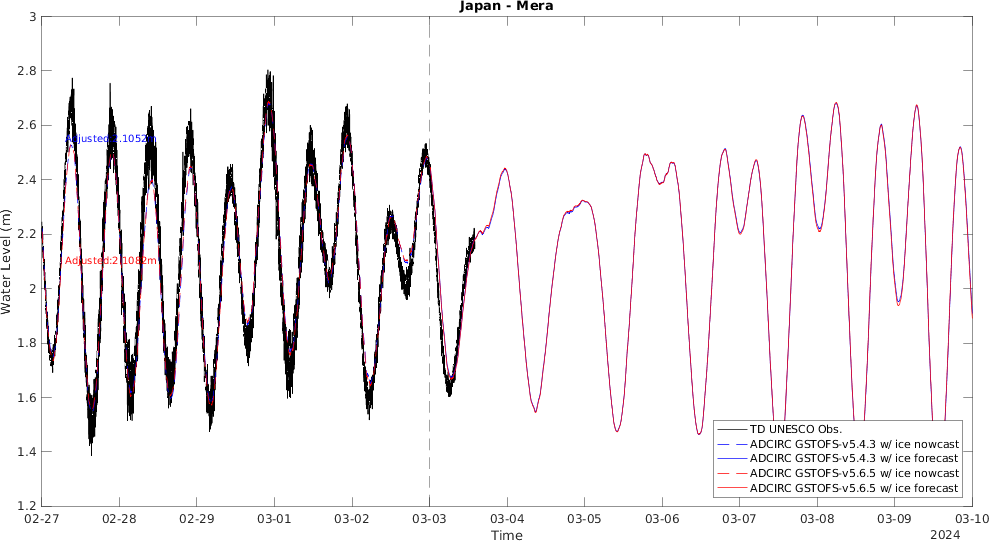 Japan - Mera
3
2.8
2.6
2.4
2.2
2
1.8
1.6
1.4
1.2
Water Level (m)
Adjusted:2.1052m
Adjusted:2.1082m
TD UNESCO Obs.
ADCIRC GSTOFS-v5.4.3 w/ ice nowcast
ADCIRC GSTOFS-v5.4.3 w/ ice forecast
ADCIRC GSTOFS-v5.6.5 w/ ice nowcast
ADCIRC GSTOFS-v5.6.5 w/ ice forecast
02-27 02-28 02-29 03-01 03-02 03-03 03-04 03-05 03-06 03-07 03-08 03-09 03-10
Time
2024